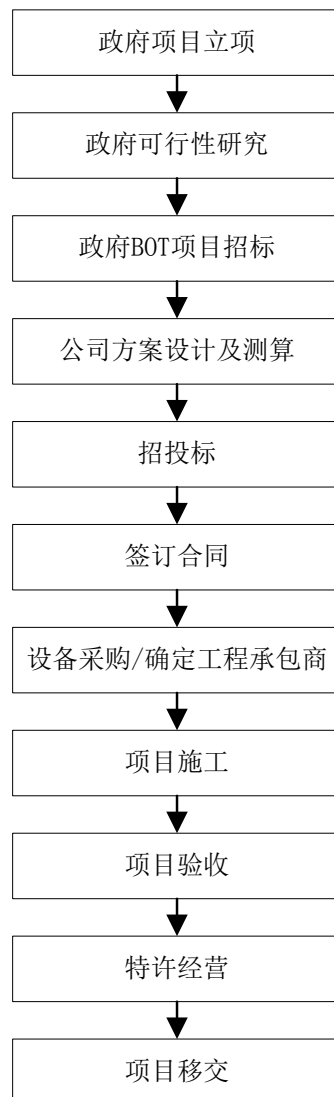 政府项目立项
政府可行性研究
政府BOT项目招标
公司方案设计及测算
招投标
签订合同
设备采购/确定工程承包商
项目施工
项目验收
特许经营
项目移交